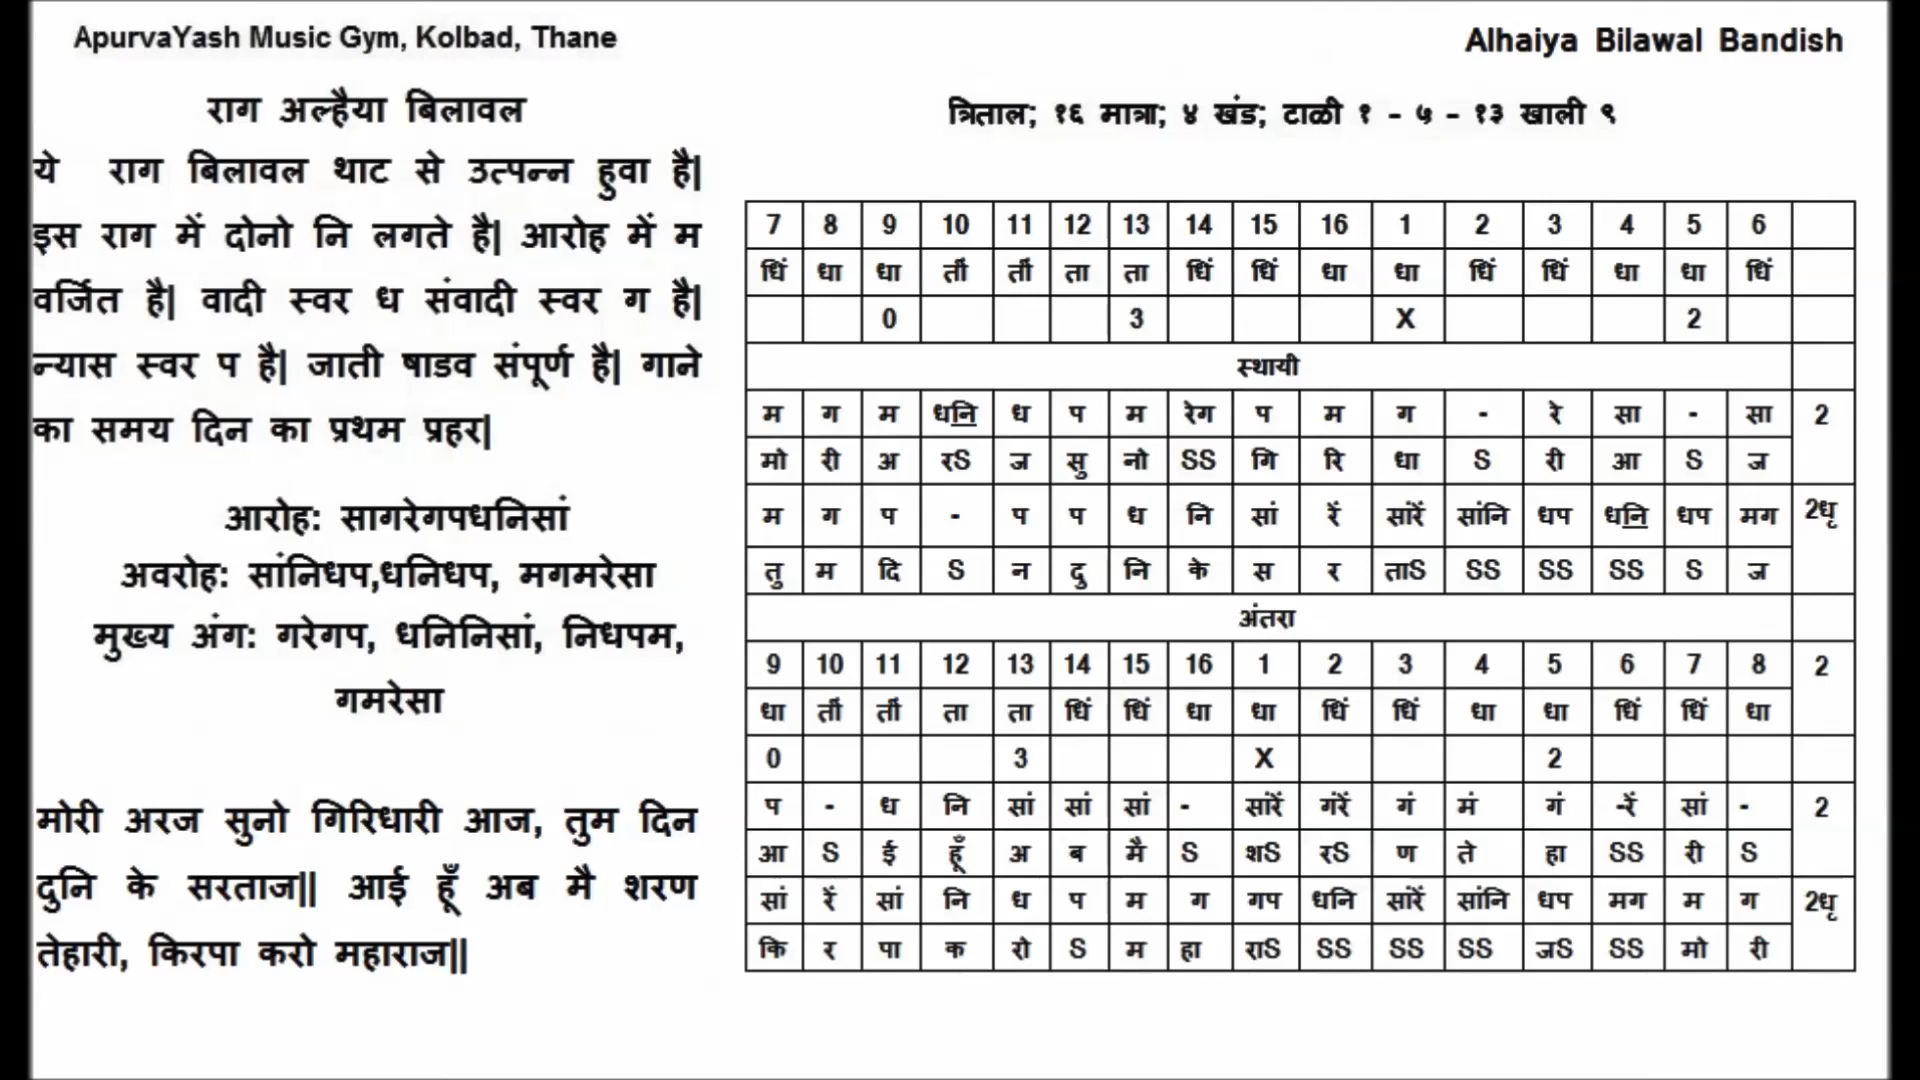 ApurvaYash Music Gym, Kolbad, Thane
Alhaiya Bilawal Bandish
राग अल्हैया बिलावल
ये राग बिलावल थाट से उत्पन्न हुवा है|
इस राग में दोनो नि लगते है| आरोह में म
वर्जित है| वादी स्वर ध संवादी स्वर ग है|
न्यास स्वर प है| जाती षाडव संपूर्ण है| गाने
का समय दिन का प्रथम प्रहर|
आरोह: सागरेगपधनिसां
अवरोह: सांनिधप,धनिधप, मगमरेसा
मुख्य अंग: गरेगप, धनिनिसां, निधपम,
गमरेसा
मोरी अरज सुनो गिरिधारी आज, तुम दिन
दुनि के सरताज|| आई हूँ अब मै शरण
तेहारी, किरपा करो महाराज||
त्रिताल; १६ मात्रा; ४ खंड; टाळी १ - ५ - १३ खाली ९
7 8 9 10 11 12 13 14 15 16 1 2 3 4 5 6
धिं धा धा तीं तीं ता ता धिं धिं धा धा धिं धिं धा धा धिं
0 3 X 2
स्थायी
म ग म धनि ध प म रेग प म ग - रे सा - सा 2
मो री अ रS ज सु नो SS गि रि धा S री आ S ज
म ग प - प प ध नि सां रें सांरें सांनि धप धनि धप मग 2धृ
तु म दि S न दु नि के स र ताS SS SS SS S ज
अंतरा
9 10 11 12 13 14 15 16 1 2 3 4 5 6 7 8 2
धा तीं तीं ता ता धिं धिं धा धा धिं धिं धा धा धिं धिं धा
0 3 X 2
प - ध नि सां सां सां - सांरें गंरें गं मं गं -रें सां - 2
आ S ई हूँ अ ब मै S शS रS ण ते हा SS री S
सां रें सां नि ध प म ग गप धनि सांरें सांनि धप मग म ग 2धृ
कि र पा क रो S म हा राS SS SS SS जS SS मो री